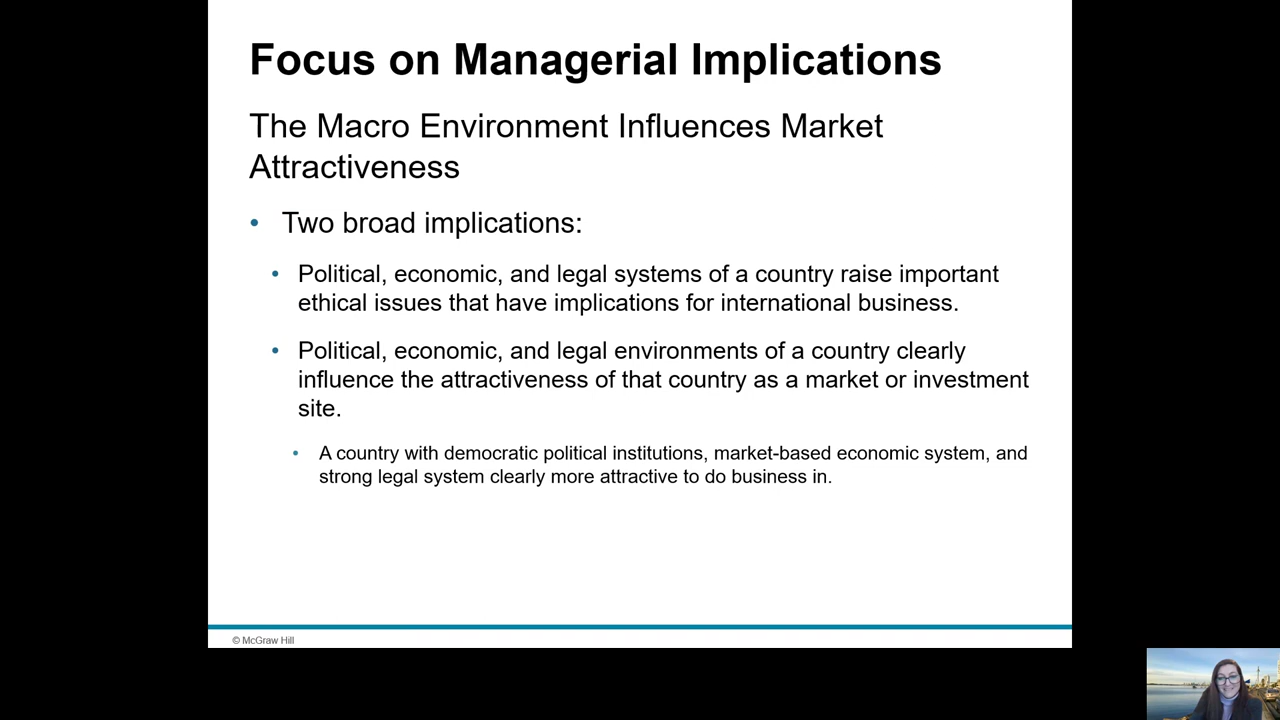 Focus on Managerial Implications
The Macro Environment Influences Market
Attractiveness
• Two broad implications:
• Political, economic, and legal systems of a country raise important
ethical issues that have implications for international business.
• Political, economic, and legal environments of a country clearly
influence the attractiveness of that country as a market or investment
site.
• A country with democratic political institutions, market-based economic system, and
strong legal system clearly more attractive to do business in.
© McGraw Hill